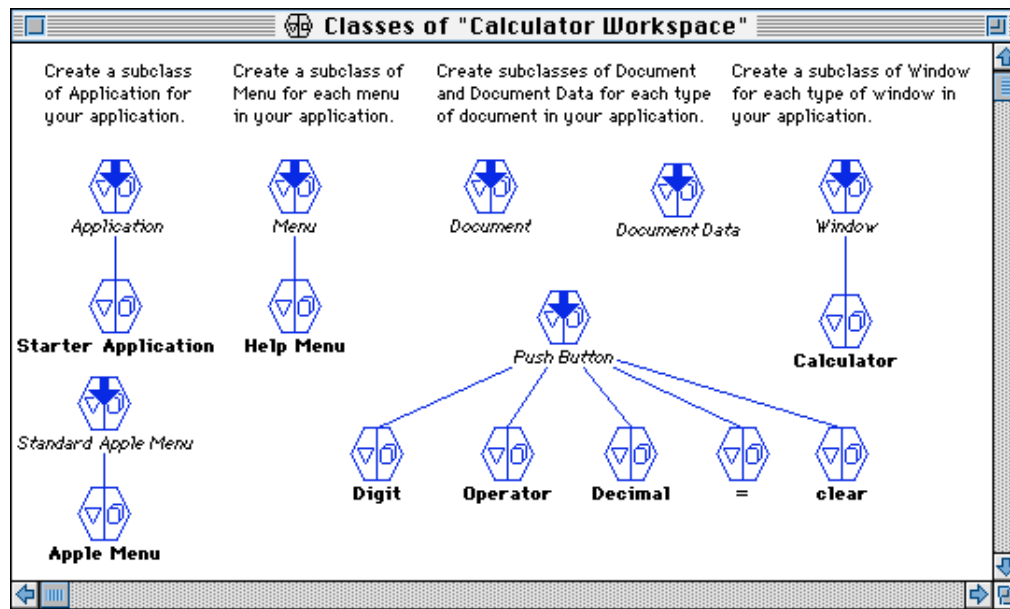 Classes of "Calculator Workspace"
Create a subclass
of Application for
your application.
Create a subclass of
Menu for each menu
in your application.
Create subclasses of Document
and Document Data for each type
of document in your application.
Create a subclass of Window
for each type of window in
your application.
Application
Menu
Document
Document Data
Window
Starter Application
Help Menu
Push Button
Calculator
Standard Apple Menu
Digit
Operator
Decimal
=
clear
Apple Menu